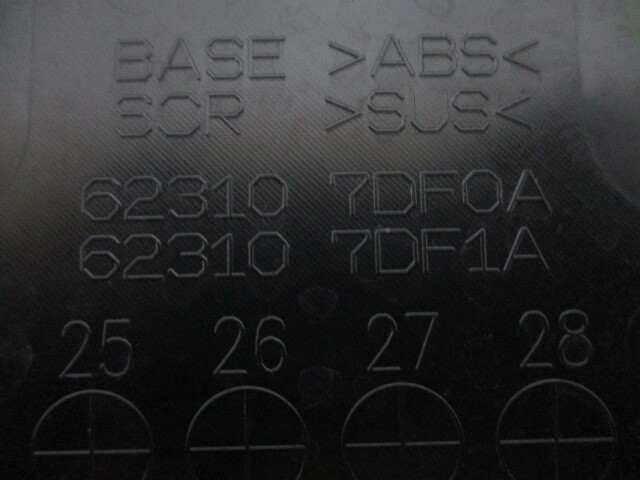 BASE >ABS<
SCR >SUS<
62310 7DF0A
62310 7DF1A
25 26 27 28